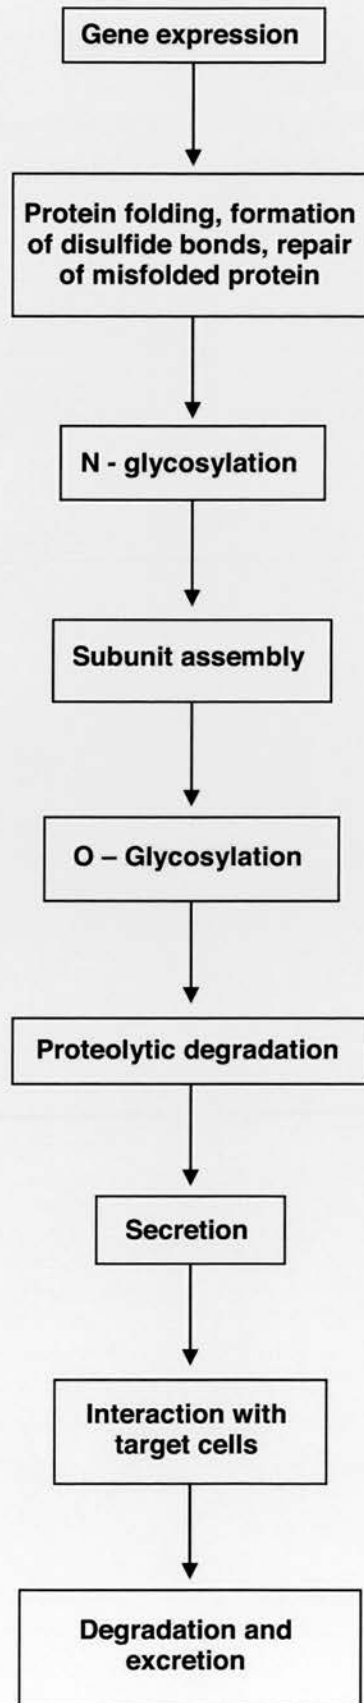 Gene expression
Protein folding, formation
of disulfide bonds, repair
of misfolded protein
N - glycosylation
Subunit assembly
O – Glycosylation
Proteolytic degradation
Secretion
Interaction with
target cells
Degradation and
excretion